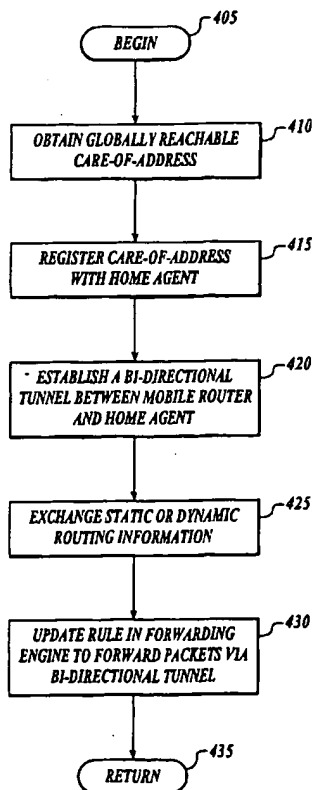 BEGIN
405
OBTAIN GLOBALLY REACHABLE
CARE-OF-ADDRESS
410
REGISTER CARE-OF-ADDRESS
WITH HOME AGENT
415
ESTABLISH A BI-DIRECTIONAL
TUNNEL BETWEEN MOBILE ROUTER
AND HOME AGENT
420
EXCHANGE STATIC OR DYNAMIC
ROUTING INFORMATION
425
UPDATE RULE IN FORWARDING
ENGINE TO FORWARD PACKETS VIA
BI-DIRECTIONAL TUNNEL
430
RETURN
435